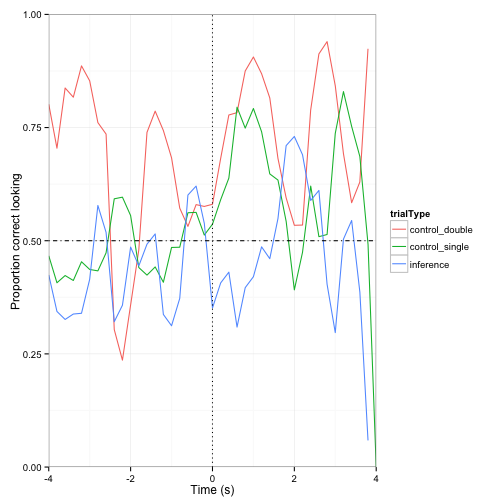 1.00
0.75
0.50
0.25
0.00
Proportion correct looking
-4
-2
0
2
4
Time (s)
trialType
control_double
control_single
inference